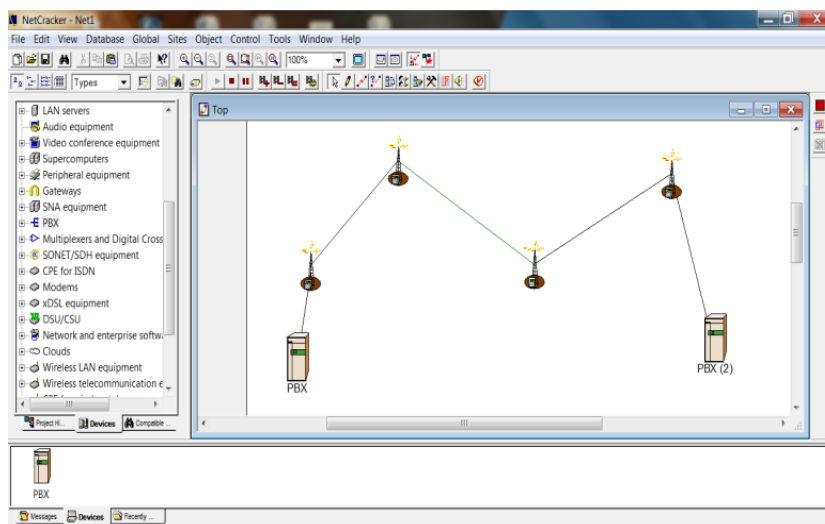 NetCracker - Net1
File Edit View Database Global Sites Object Control Tools Window Help
100%
Types
LAN servers
Audio equipment
Video conference equipment
Supercomputers
Peripheral equipment
Gateways
SNA equipment
PBX
Multiplexers and Digital Cross
SONET/SDH equipment
CPE for ISDN
Modems
xDSL equipment
DSU/CSU
Network and enterprise softw
Clouds
Wireless LAN equipment
Wireless telecommunication e
Project Hi... Devices Compatible ...
Top
PBX
PBX (2)
PBX
Messages Devices Recently ...